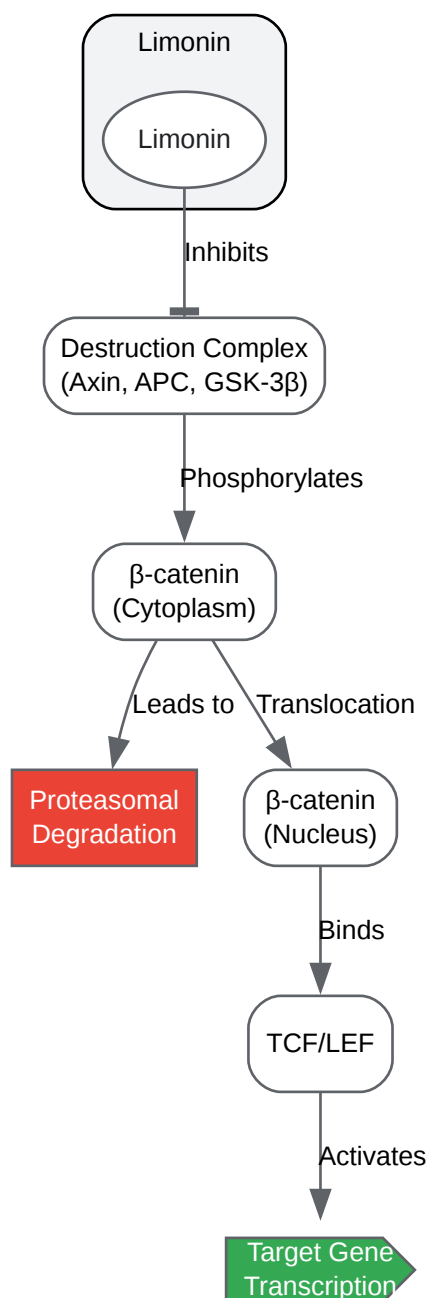 Limonin
Limonin
Inhibits
Destruction Complex
(Axin, APC, GSK-3β)
Phosphorylates
β-catenin
(Cytoplasm)
Leads to
Translocation
Proteasomal
Degradation
β-catenin
(Nucleus)
Binds
TCF/LEF
Activates
Target Gene
Transcription